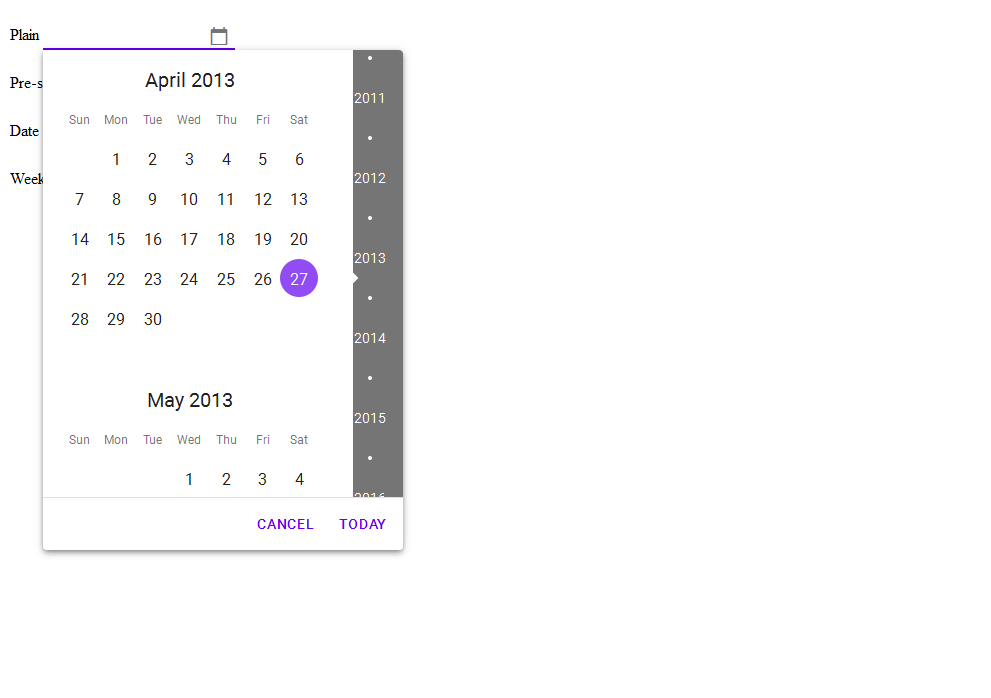 Plain
April 2013
Sun Mon Tue Wed Thu Fri Sat
1 2 3 4 5 6
7 8 9 10 11 12 13
14 15 16 17 18 19 20
21 22 23 24 25 26 27
28 29 30
May 2013
Sun Mon Tue Wed Thu Fri Sat
1 2 3 4
2011
2012
2013
2014
2015
2016
CANCEL TODAY
Pre-s
Date
Week